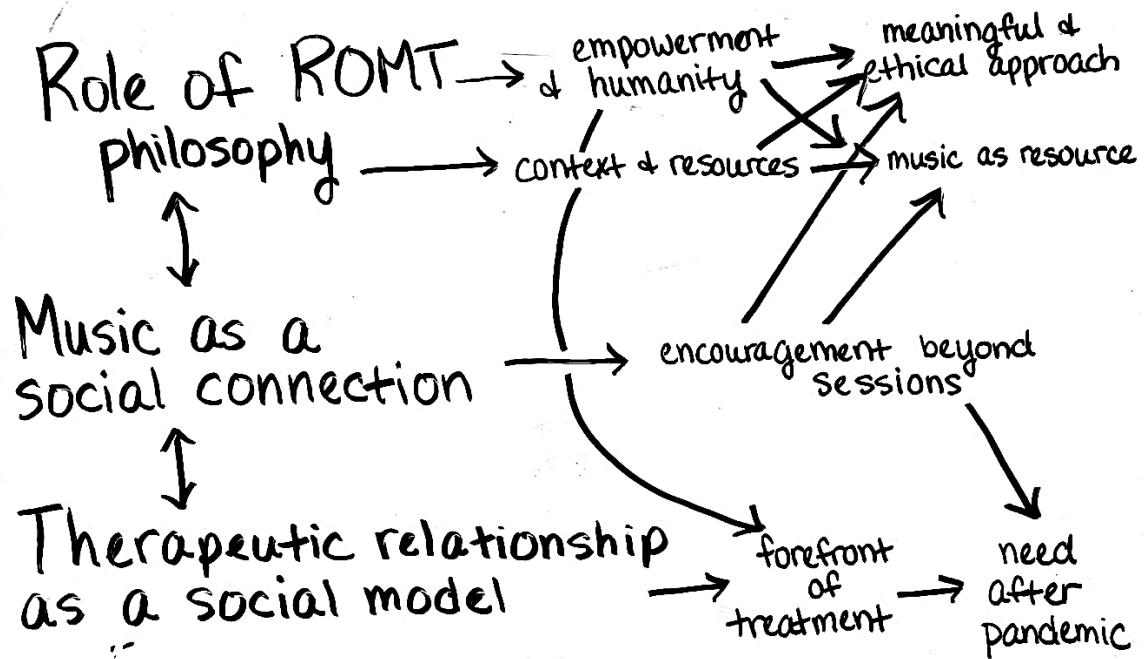 Role of ROMT
philosophy
empowerment
& humanity
meaningful &
ethical approach
context & resources
music as resource
Music as a
social connection
encouragement beyond
sessions
Therapeutic relationship
as a social model
forefront
of
treatment
need
after
pandemic